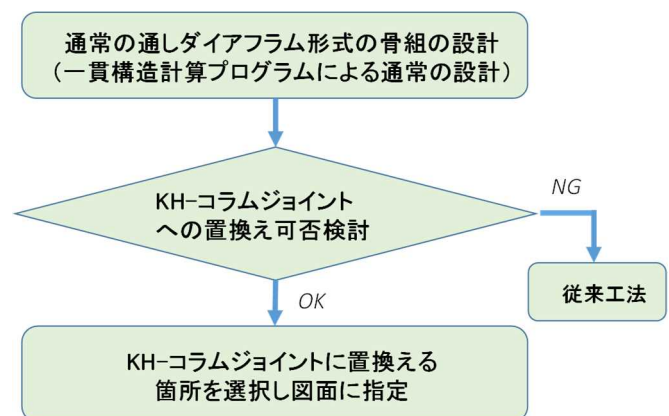 通常の通しダイアフラム形式の骨組の設計
（一貫構造計算プログラムによる通常の設計）
KH-コラムジョイント
への置換え可否検討
NG
従来工法
OK
KH-コラムジョイントに置換える
箇所を選択し図面に指定